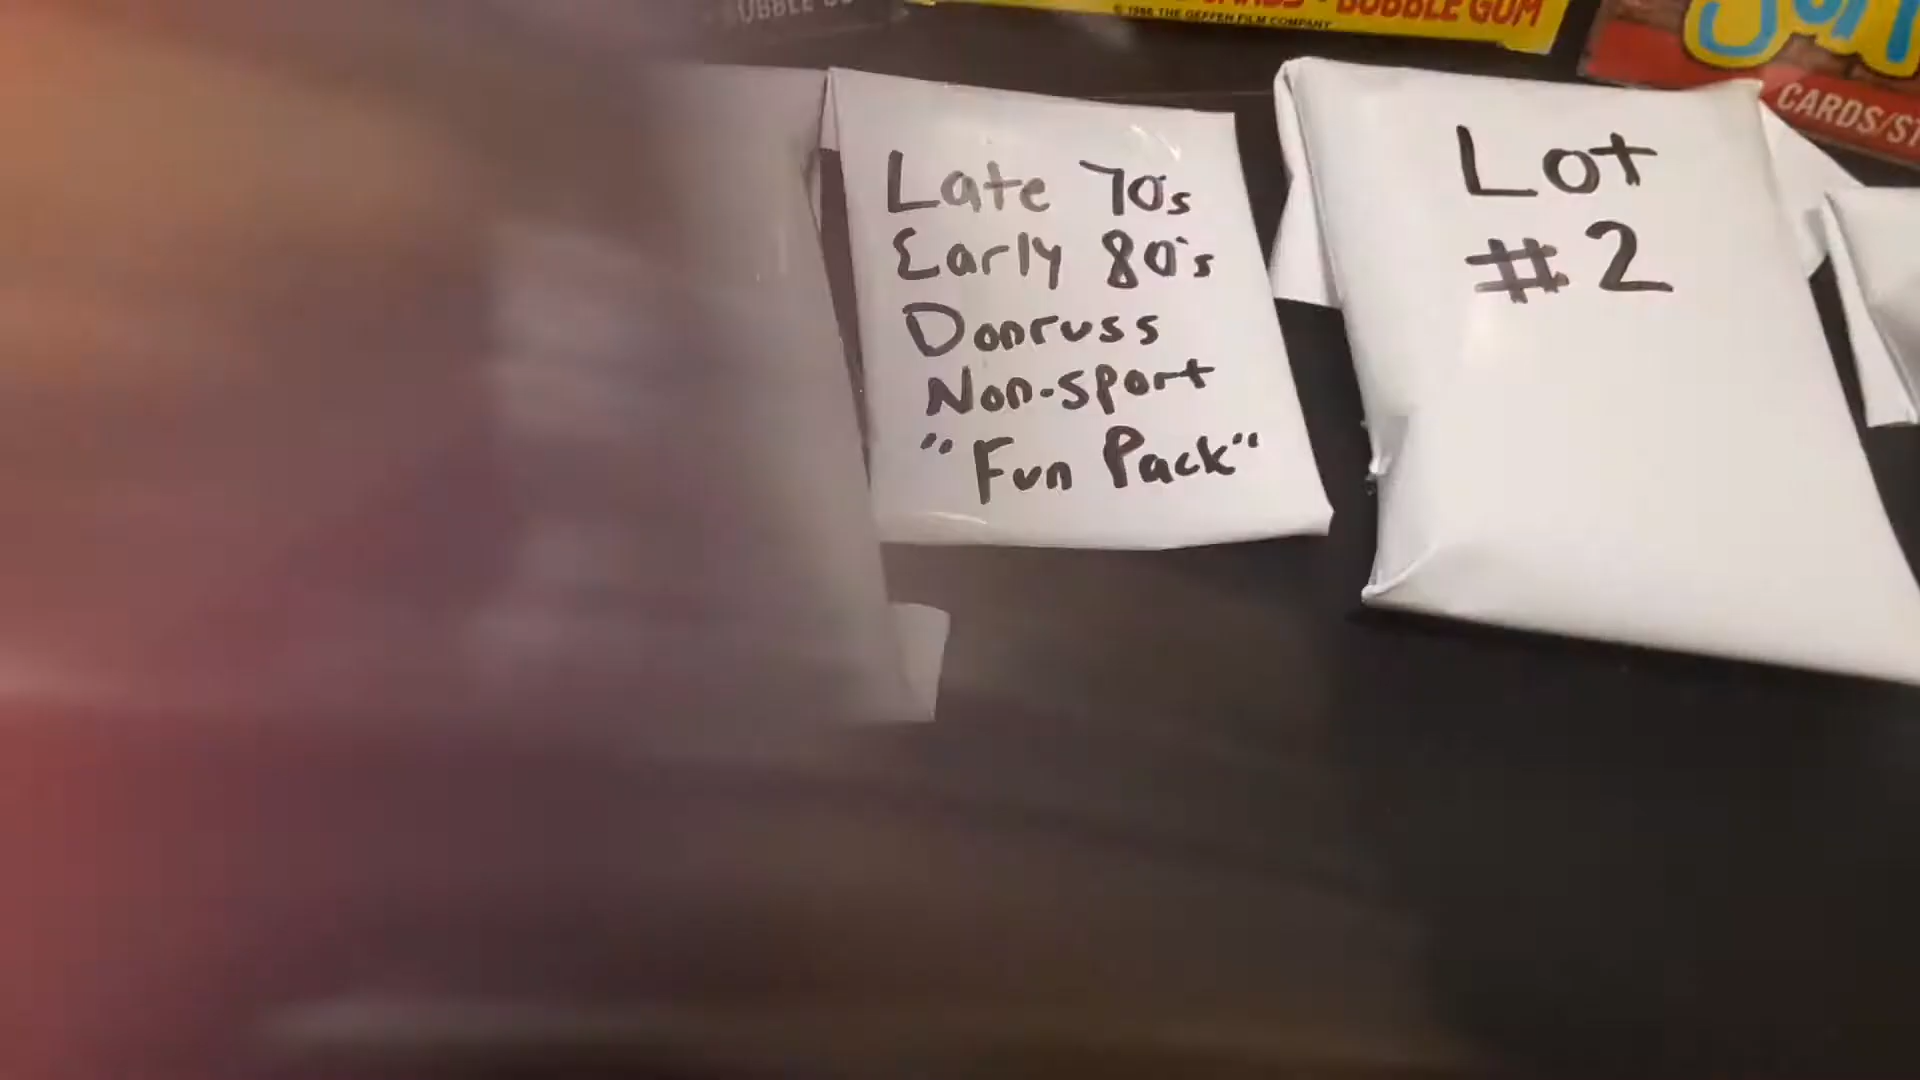 BUBBLE GUM
© 1986 THE GEFFEN FILM COMPANY
CARDS/ST
Late 70's
Early 80's
Donruss
Non-sport
"Fun Pack"
Lot
#2